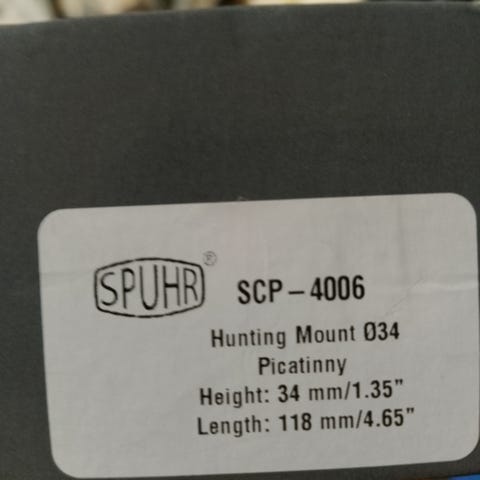 SPUHR® SCP-4006
Hunting Mount Ø34
Picatinny
Height: 34 mm/1.35”
Length: 118 mm/4.65”